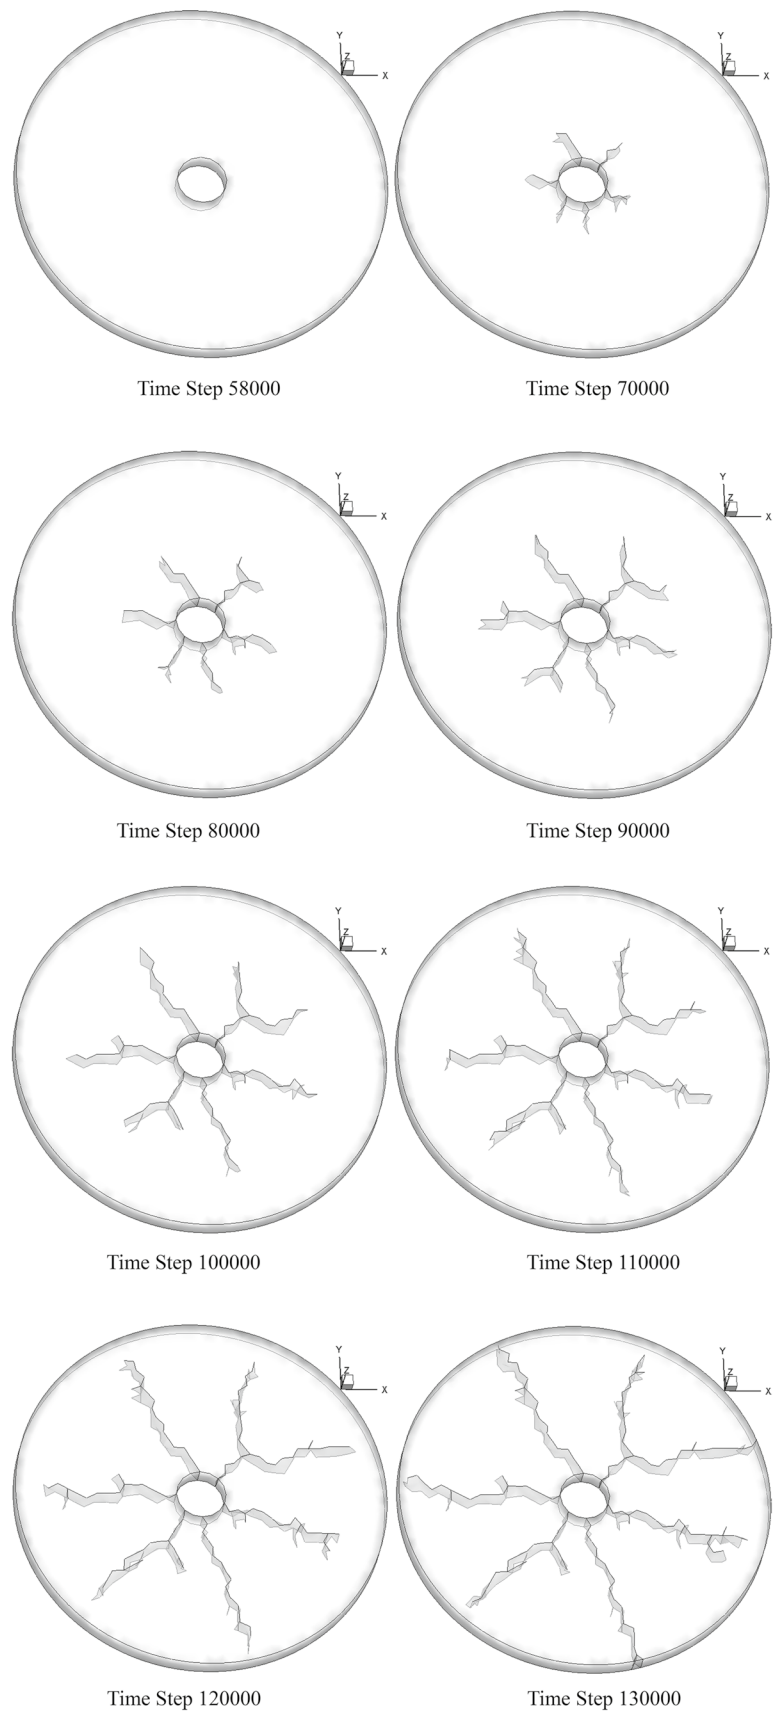 Y
Z
X
Y
Z
X
Time Step 58000
Time Step 70000
Y
Z
X
Y
Z
X
Time Step 80000
Time Step 90000
Y
Z
X
Y
Z
X
Time Step 100000
Time Step 110000
Y
Z
X
Y
Z
X
Time Step 120000
Time Step 130000